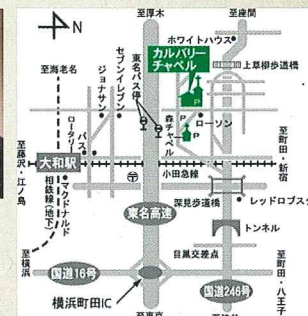 N
至厚木
至座間
ホワイトハウス
カルバリー
チャペル
上草柳歩道橋
至海老名
ジョナサン
セブンイレブン
東名バス停
森チャペル
P
P
ローソン
ロータリー
バス
至藤沢・江ノ島
大和駅
小田急線
至町田・新宿
マクドナルド
相鉄線(地下)
東名高速
深見歩道橋
レッドロブスター
トンネル
目黒交差点
至横浜
国道16号
国道246号
至町田・八王子
横浜町田IC
至東京